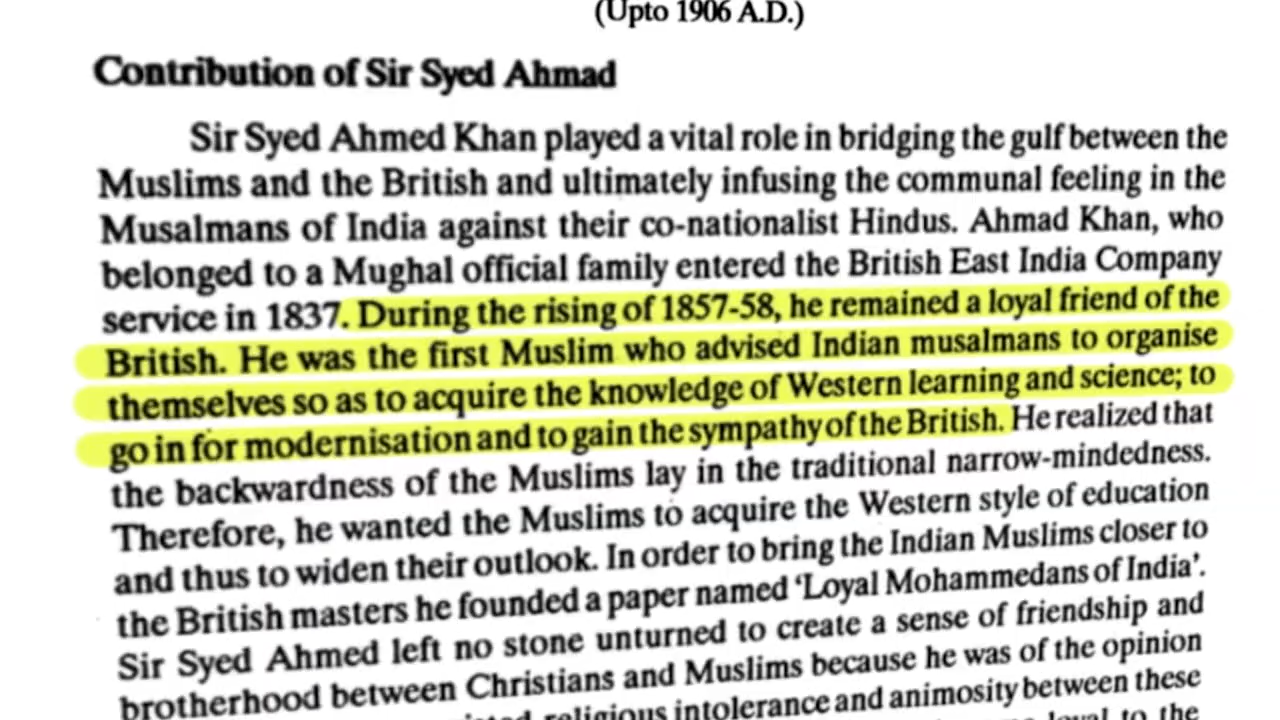 (Upto 1906 A.D.)
Contribution of Sir Syed Ahmad
Sir Syed Ahmed Khan played a vital role in bridging the gulf between the
Muslims and the British and ultimately infusing the communal feeling in the
Musalmans of India against their co-nationalist Hindus. Ahmad Khan, who
belonged to a Mughal official family entered the British East India Company
service in 1837. During the rising of 1857-58, he remained a loyal friend of the
British. He was the first Muslim who advised Indian musalmans to organise
themselves so as to acquire the knowledge of Western learning and science; to
go in for modernisation and to gain the sympathy of the British. He realized that
the backwardness of the Muslims lay in the traditional narrow-mindedness.
Therefore, he wanted the Muslims to acquire the Western style of education
and thus to widen their outlook. In order to bring the Indian Muslims closer to
the British masters he founded a paper named ‘Loyal Mohammedans of India’.
Sir Syed Ahmed left no stone unturned to create a sense of friendship and
brotherhood between Christians and Muslims because he was of the opinion
religious intolerance and animosity between these
loyal to the